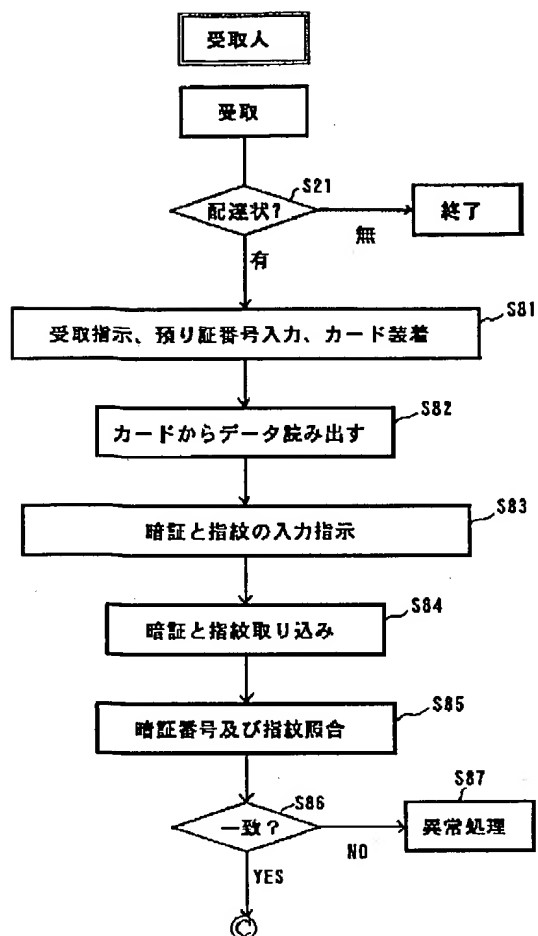 受取人
受取
S21
配達状?
終了
無
有
S81
受取指示、預り証番号入力、カード装着
S82
カードからデータ読み出す
S83
暗証と指紋の入力指示
S84
暗証と指紋取り込み
S85
暗証番号及び指紋照合
S86
一致?
S87
異常処理
NO
YES
C